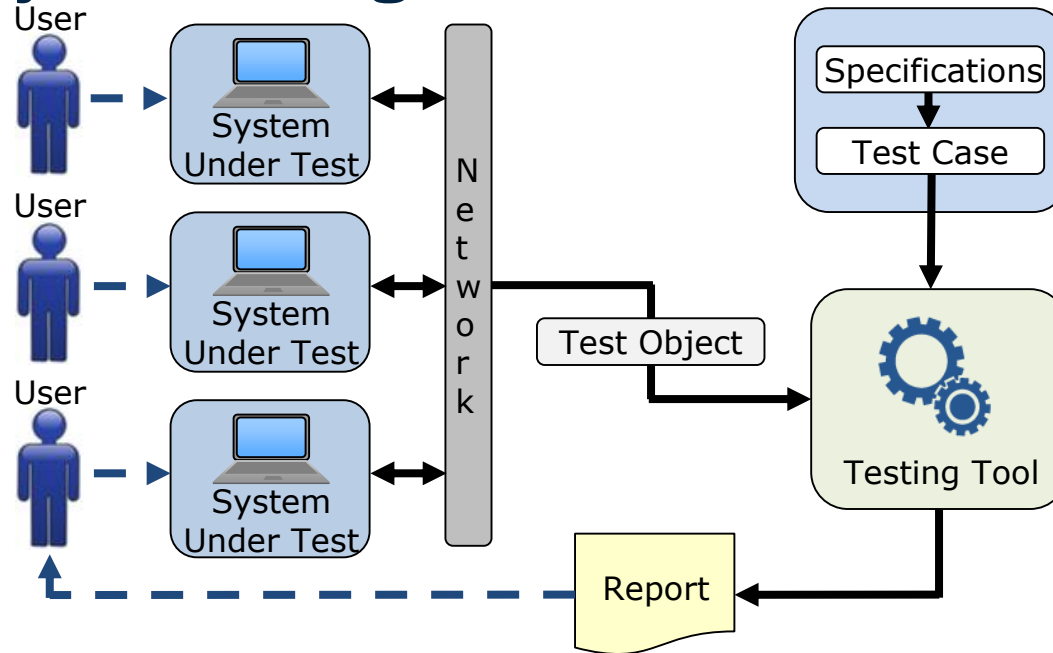 User
System
Under Test
User
System
Under Test
User
System
Under Test
Network
Test Object
Specifications
Test Case
Testing Tool
Report